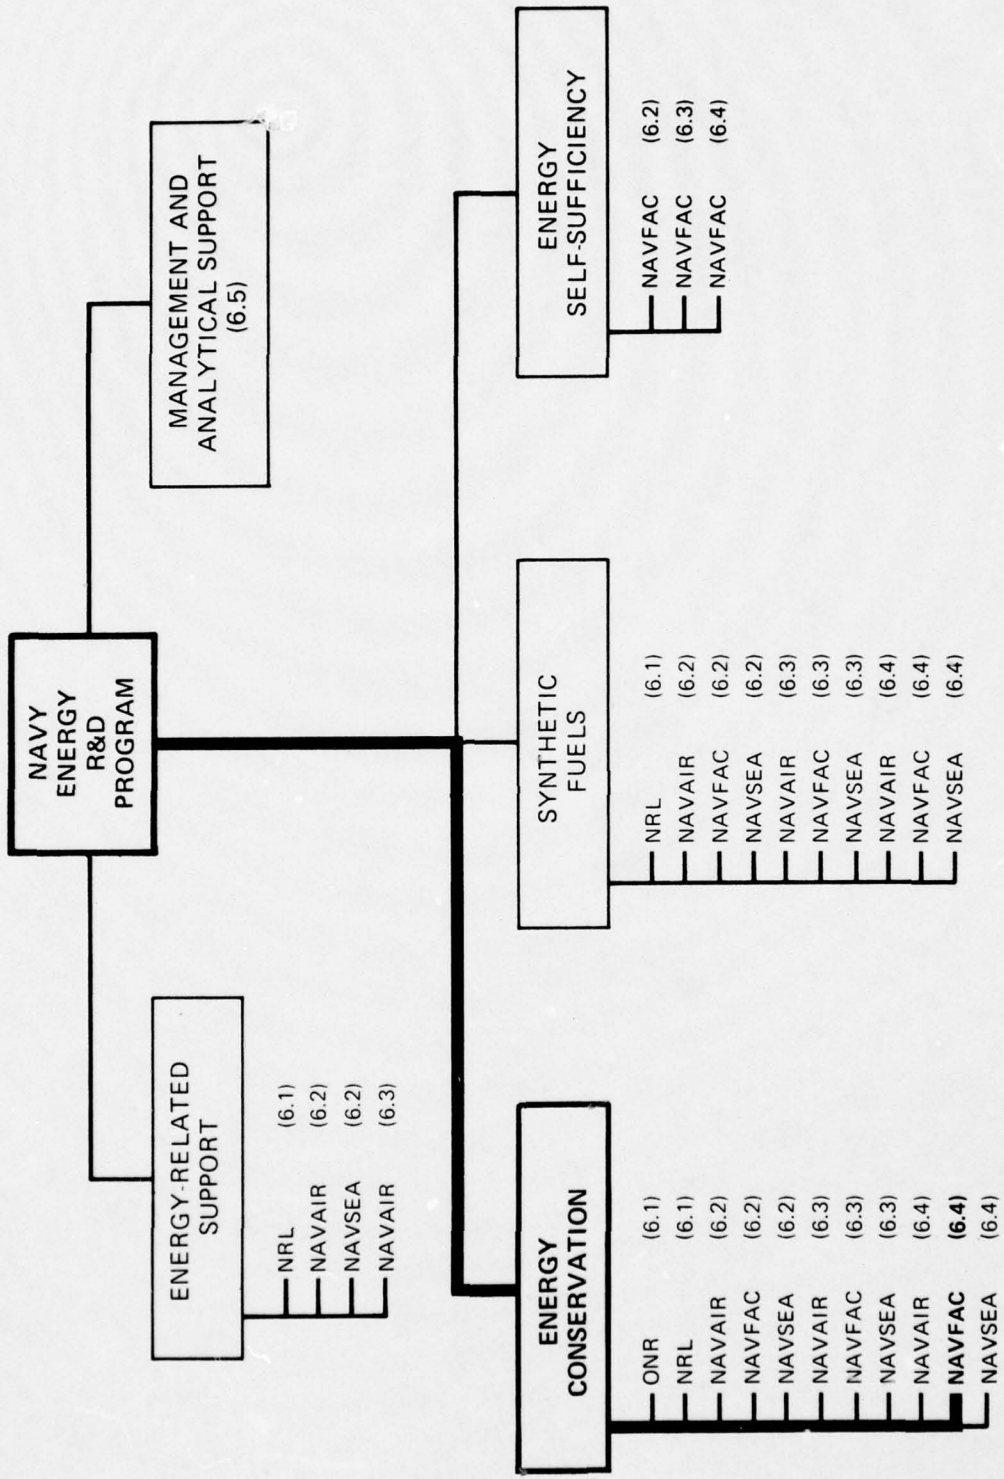 NAVY
ENERGY
R&D
PROGRAM
ENERGY-RELATED
SUPPORT
NRL (6.1)
NAVAIR (6.2)
NAVSEA (6.2)
NAVAIR (6.3)
MANAGEMENT AND
ANALYTICAL SUPPORT
(6.5)
ENERGY
CONSERVATION
ONR (6.1)
NRL (6.1)
NAVAIR (6.2)
NAVFAC (6.2)
NAVSEA (6.2)
NAVAIR (6.3)
NAVFAC (6.3)
NAVSEA (6.3)
NAVAIR (6.4)
NAVFAC (6.4)
NAVSEA (6.4)
SYNTHETIC
FUELS
NRL (6.1)
NAVAIR (6.2)
NAVFAC (6.2)
NAVSEA (6.2)
NAVAIR (6.3)
NAVFAC (6.3)
NAVSEA (6.3)
NAVAIR (6.4)
NAVFAC (6.4)
NAVSEA (6.4)
ENERGY
SELF-SUFFICIENCY
NAVFAC (6.2)
NAVFAC (6.3)
NAVFAC (6.4)